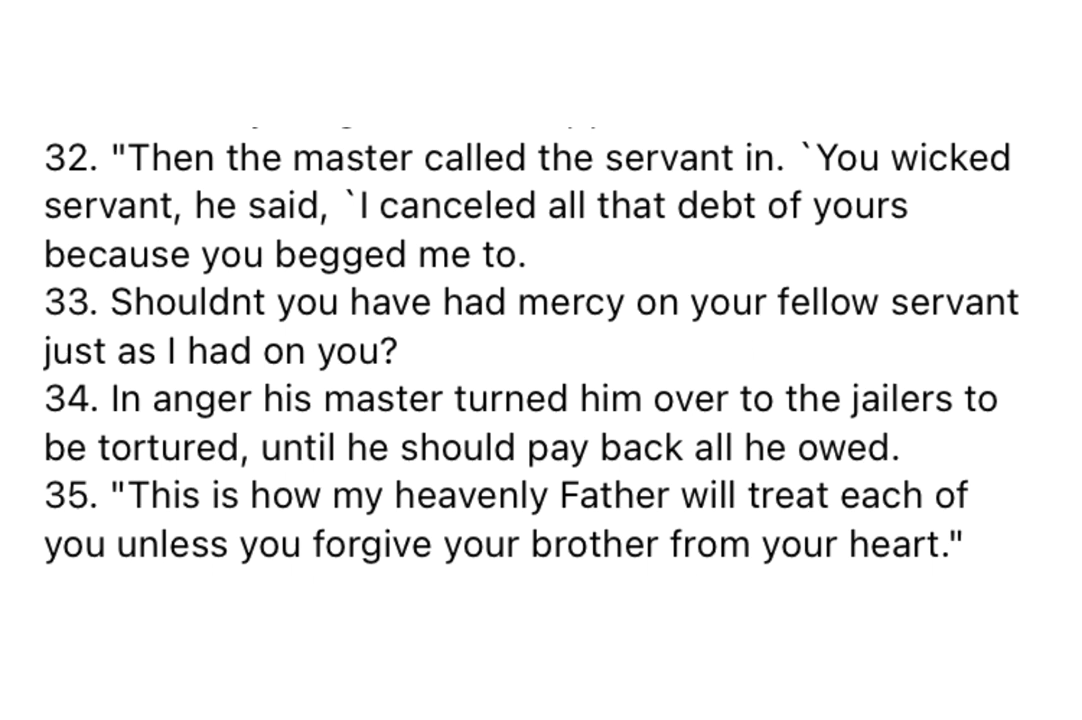 32. "Then the master called the servant in. `You wicked
servant, he said, `I canceled all that debt of yours
because you begged me to.
33. Shouldnt you have had mercy on your fellow servant
just as I had on you?
34. In anger his master turned him over to the jailers to
be tortured, until he should pay back all he owed.
35. "This is how my heavenly Father will treat each of
you unless you forgive your brother from your heart."